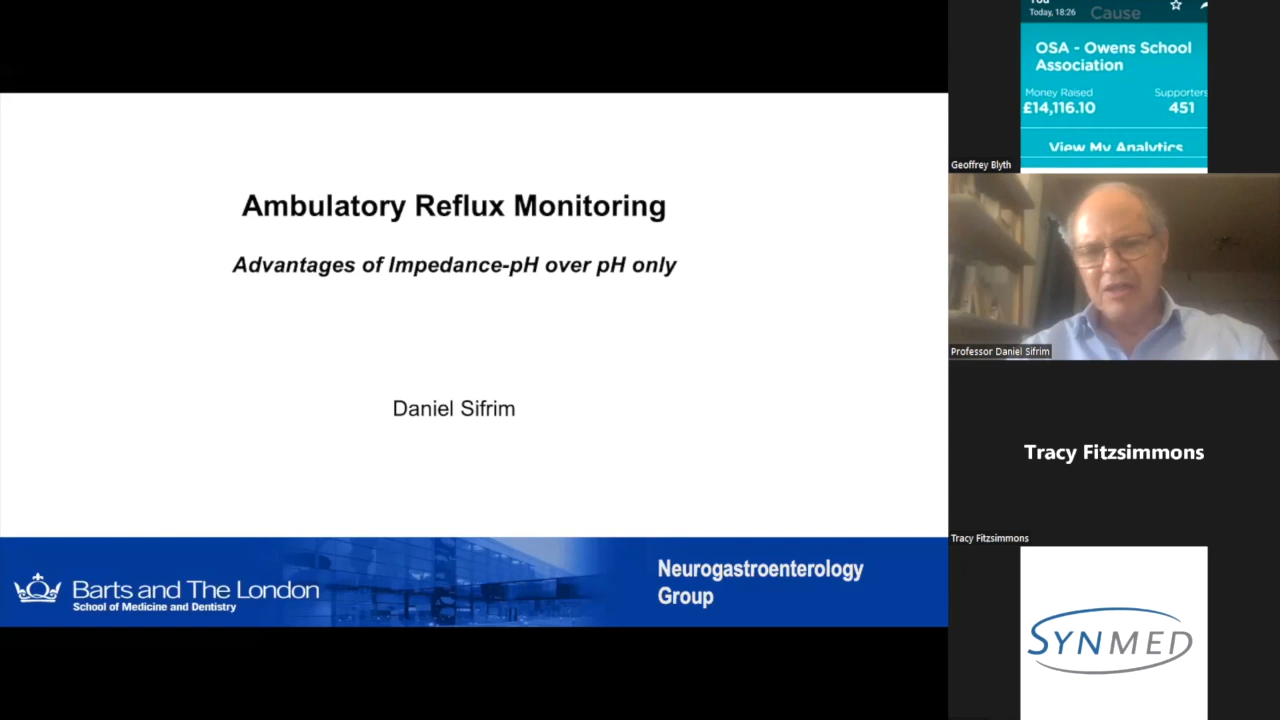 Ambulatory Reflux Monitoring
Advantages of Impedance-pH over pH only
Daniel Sifrim
Barts and The London
School of Medicine and Dentistry
Neurogastroenterology
Group
You
Today, 18:26
Cause
OSA - Owens School
Association
Money Raised
Supporters
£14,116.10
451
View My Analytics
Geoffrey Blyth
Professor Daniel Sifrim
Tracy Fitzsimmons
Tracy Fitzsimmons
SYNMED